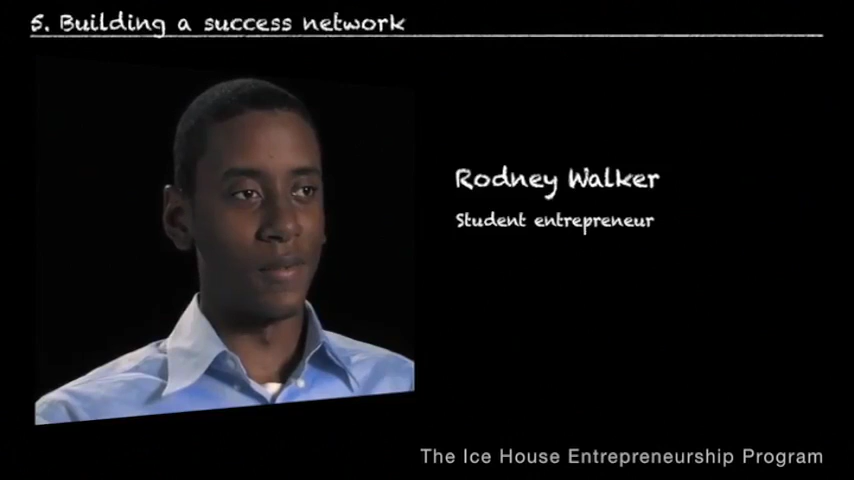 5. Building a success network
Rodney Walker
Student entrepreneur
The Ice House Entrepreneurship Program